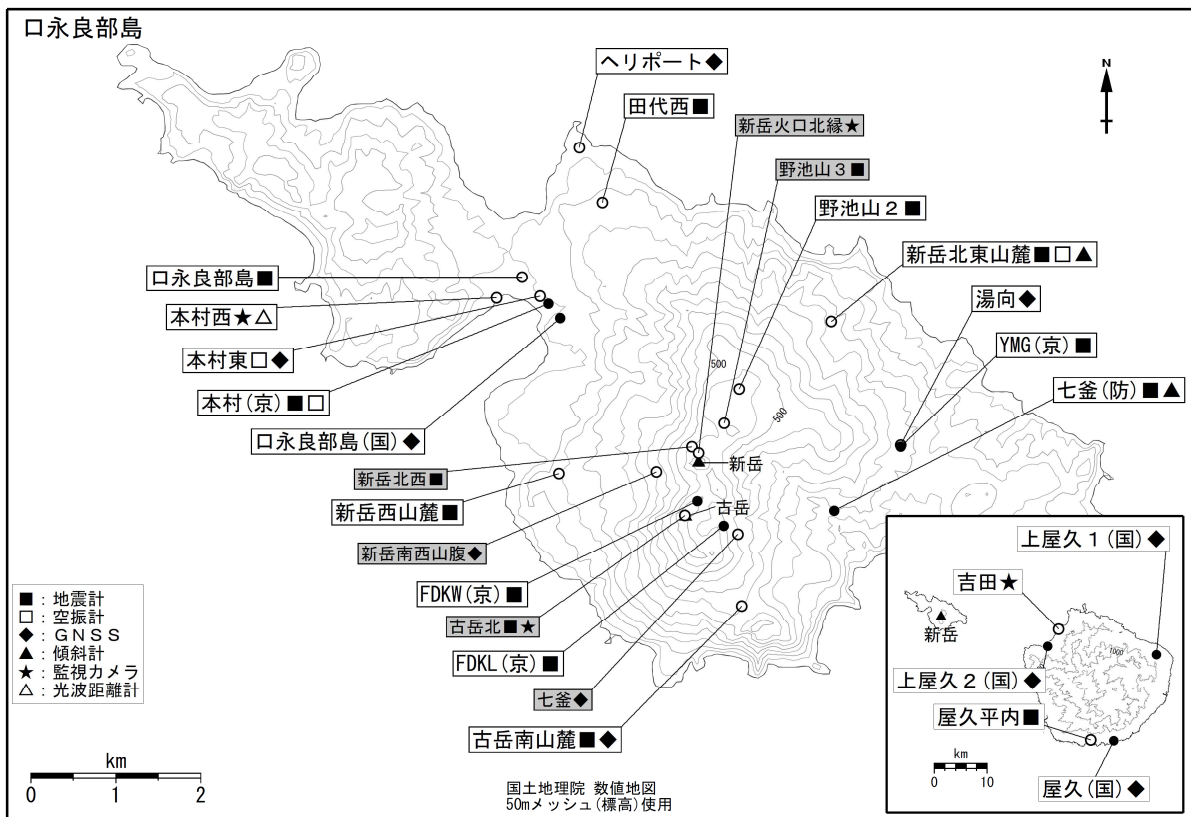 口永良部島
ヘリポート◆
田代西■
新岳火口北縁★
野池山3■
野池山2■
新岳北東山麓■□▲
湯向◆
YMG(京)■
七釜(防)■▲
N
口永良部島■
本村西★△
本村東□◆
本村(京)■□
口永良部島(国)◆
新岳北西■
新岳西山麓■
新岳南西山腹◆
FDKW(京)■
古岳北■★
FDKL(京)■
七釜◆
古岳南山麓■◆
500
500
新岳
古岳
■：地震計
□：空振計
◆：GNSS
▲：傾斜計
★：監視カメラ
△：光波距離計
km
0 1 2
国土地理院 数値地図
50mメッシュ(標高)使用
上屋久1(国)◆
吉田★
新岳
1000
上屋久2(国)◆
屋久平内■
km
0 10
屋久(国)◆